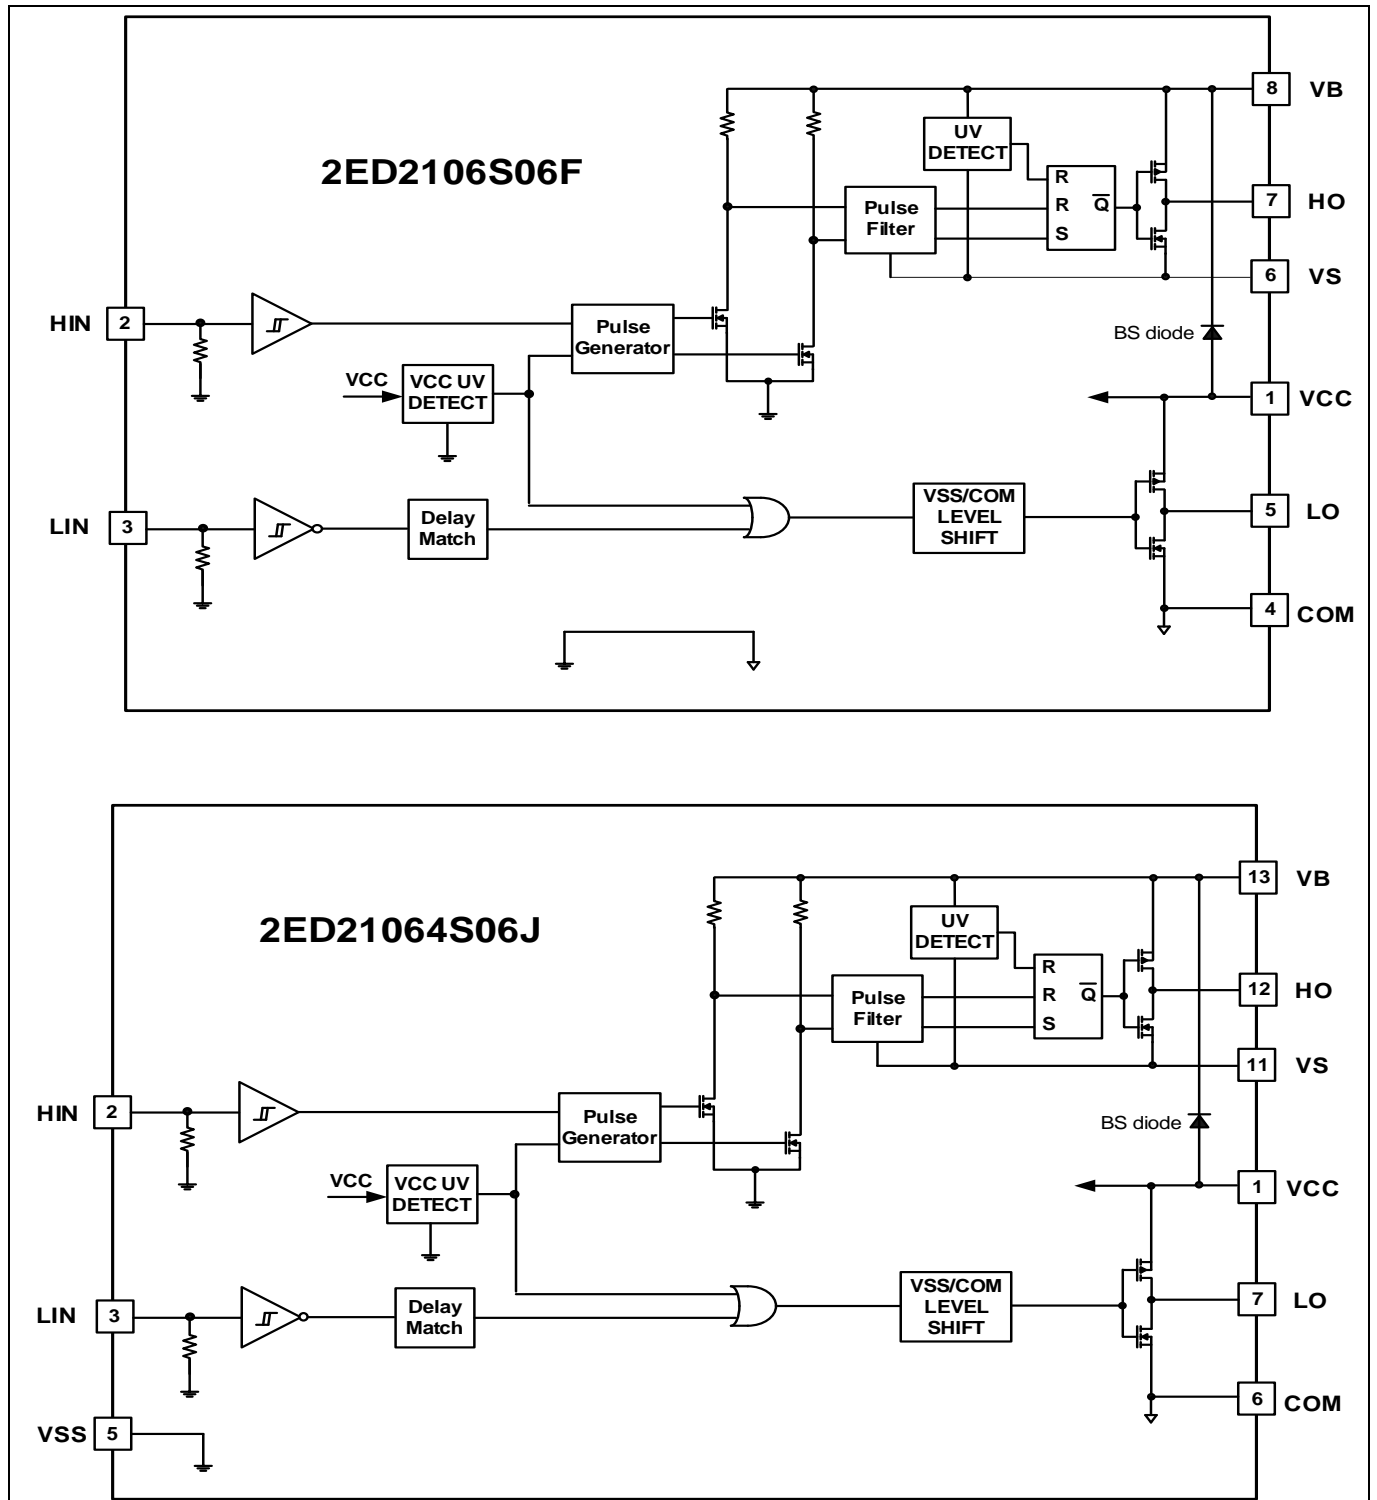 2ED2106S06F
8 VB
UV
DETECT
R
R Q̅
S
7 HO
Pulse
Filter
6 VS
HIN 2
Pulse
Generator
BS diode
VCC
VCC UV
DETECT
1 VCC
LIN 3
Delay
Match
VSS/COM
LEVEL
SHIFT
5 LO
4 COM
2ED21064S06J
13 VB
UV
DETECT
R
R Q̅
S
12 HO
Pulse
Filter
11 VS
HIN 2
Pulse
Generator
BS diode
VCC
VCC UV
DETECT
1 VCC
LIN 3
Delay
Match
VSS/COM
LEVEL
SHIFT
7 LO
6 COM
VSS 5